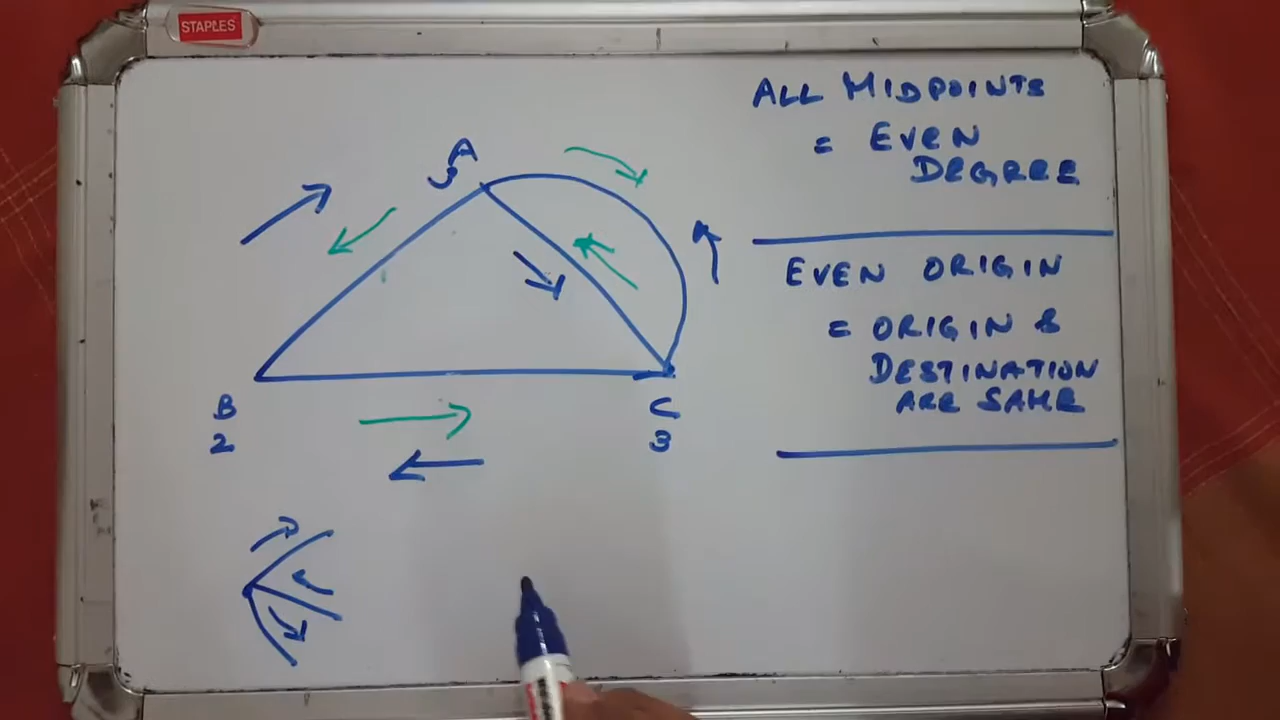 STAPLES
ALL MIDPOINTS
= EVEN
DEGREE
A
3
EVEN ORIGIN
= ORIGIN &
DESTINATION
ARE SAME
B
2
C
3